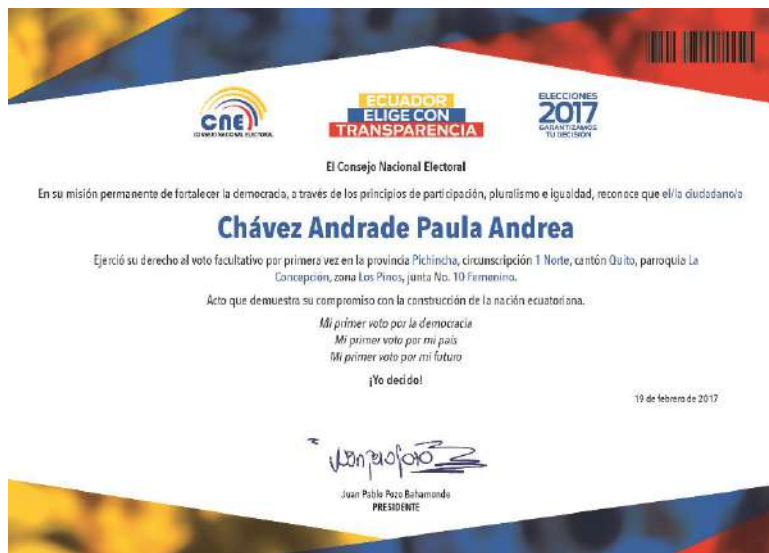 CNE
CONSEJO NACIONAL ELECTORAL
ECUADOR
ELIGE CON
TRANSPARENCIA
ELECCIONES
2017
GARANTIZAMOS
TU DECISIÓN
El Consejo Nacional Electoral
En su misión permanente de fortalecer la democracia, a través de los principios de participación, pluralismo e igualdad, reconoce que el/la ciudadano/a
Chávez Andrade Paula Andrea
Ejerció su derecho al voto facultativo por primera vez en la provincia Pichincha, circunscripción 1 Norte, cantón Quito, parroquia La
Concepción, zona Los Pinos, junta No. 10 Femenino.
Acto que demuestra su compromiso con la construcción de la nación ecuatoriana.
Mi primer voto por la democracia
Mi primer voto por mi país
Mi primer voto por mi futuro
¡Yo decido!
19 de febrero de 2017
Juan Pablo Pozo Bahamonde
PRESIDENTE